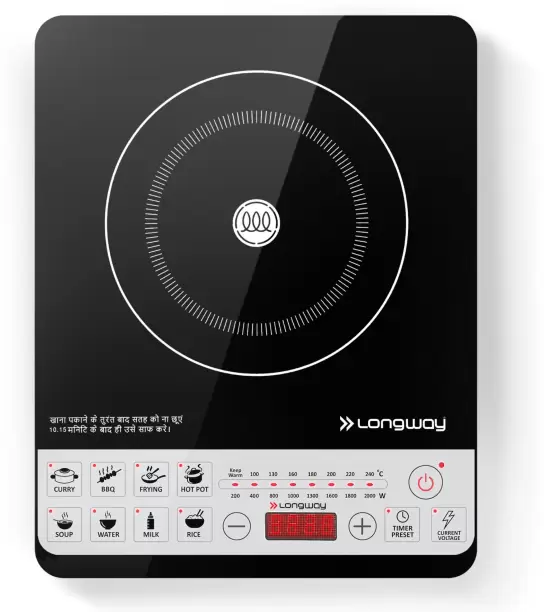 खाना पकाने के तुरंत बाद सतह को ना छूएं
10.15 मनिटि के बाद ही उसे साफ करें।
Longway
CURRY BBQ FRYING HOT POT
Keep Warm 100 130 160 180 200 220 240 °C
200 400 800 1000 1300 1600 1800 2000 W
Longway
SOUP WATER MILK RICE
TIMER PRESET
CURRENT VOLTAGE